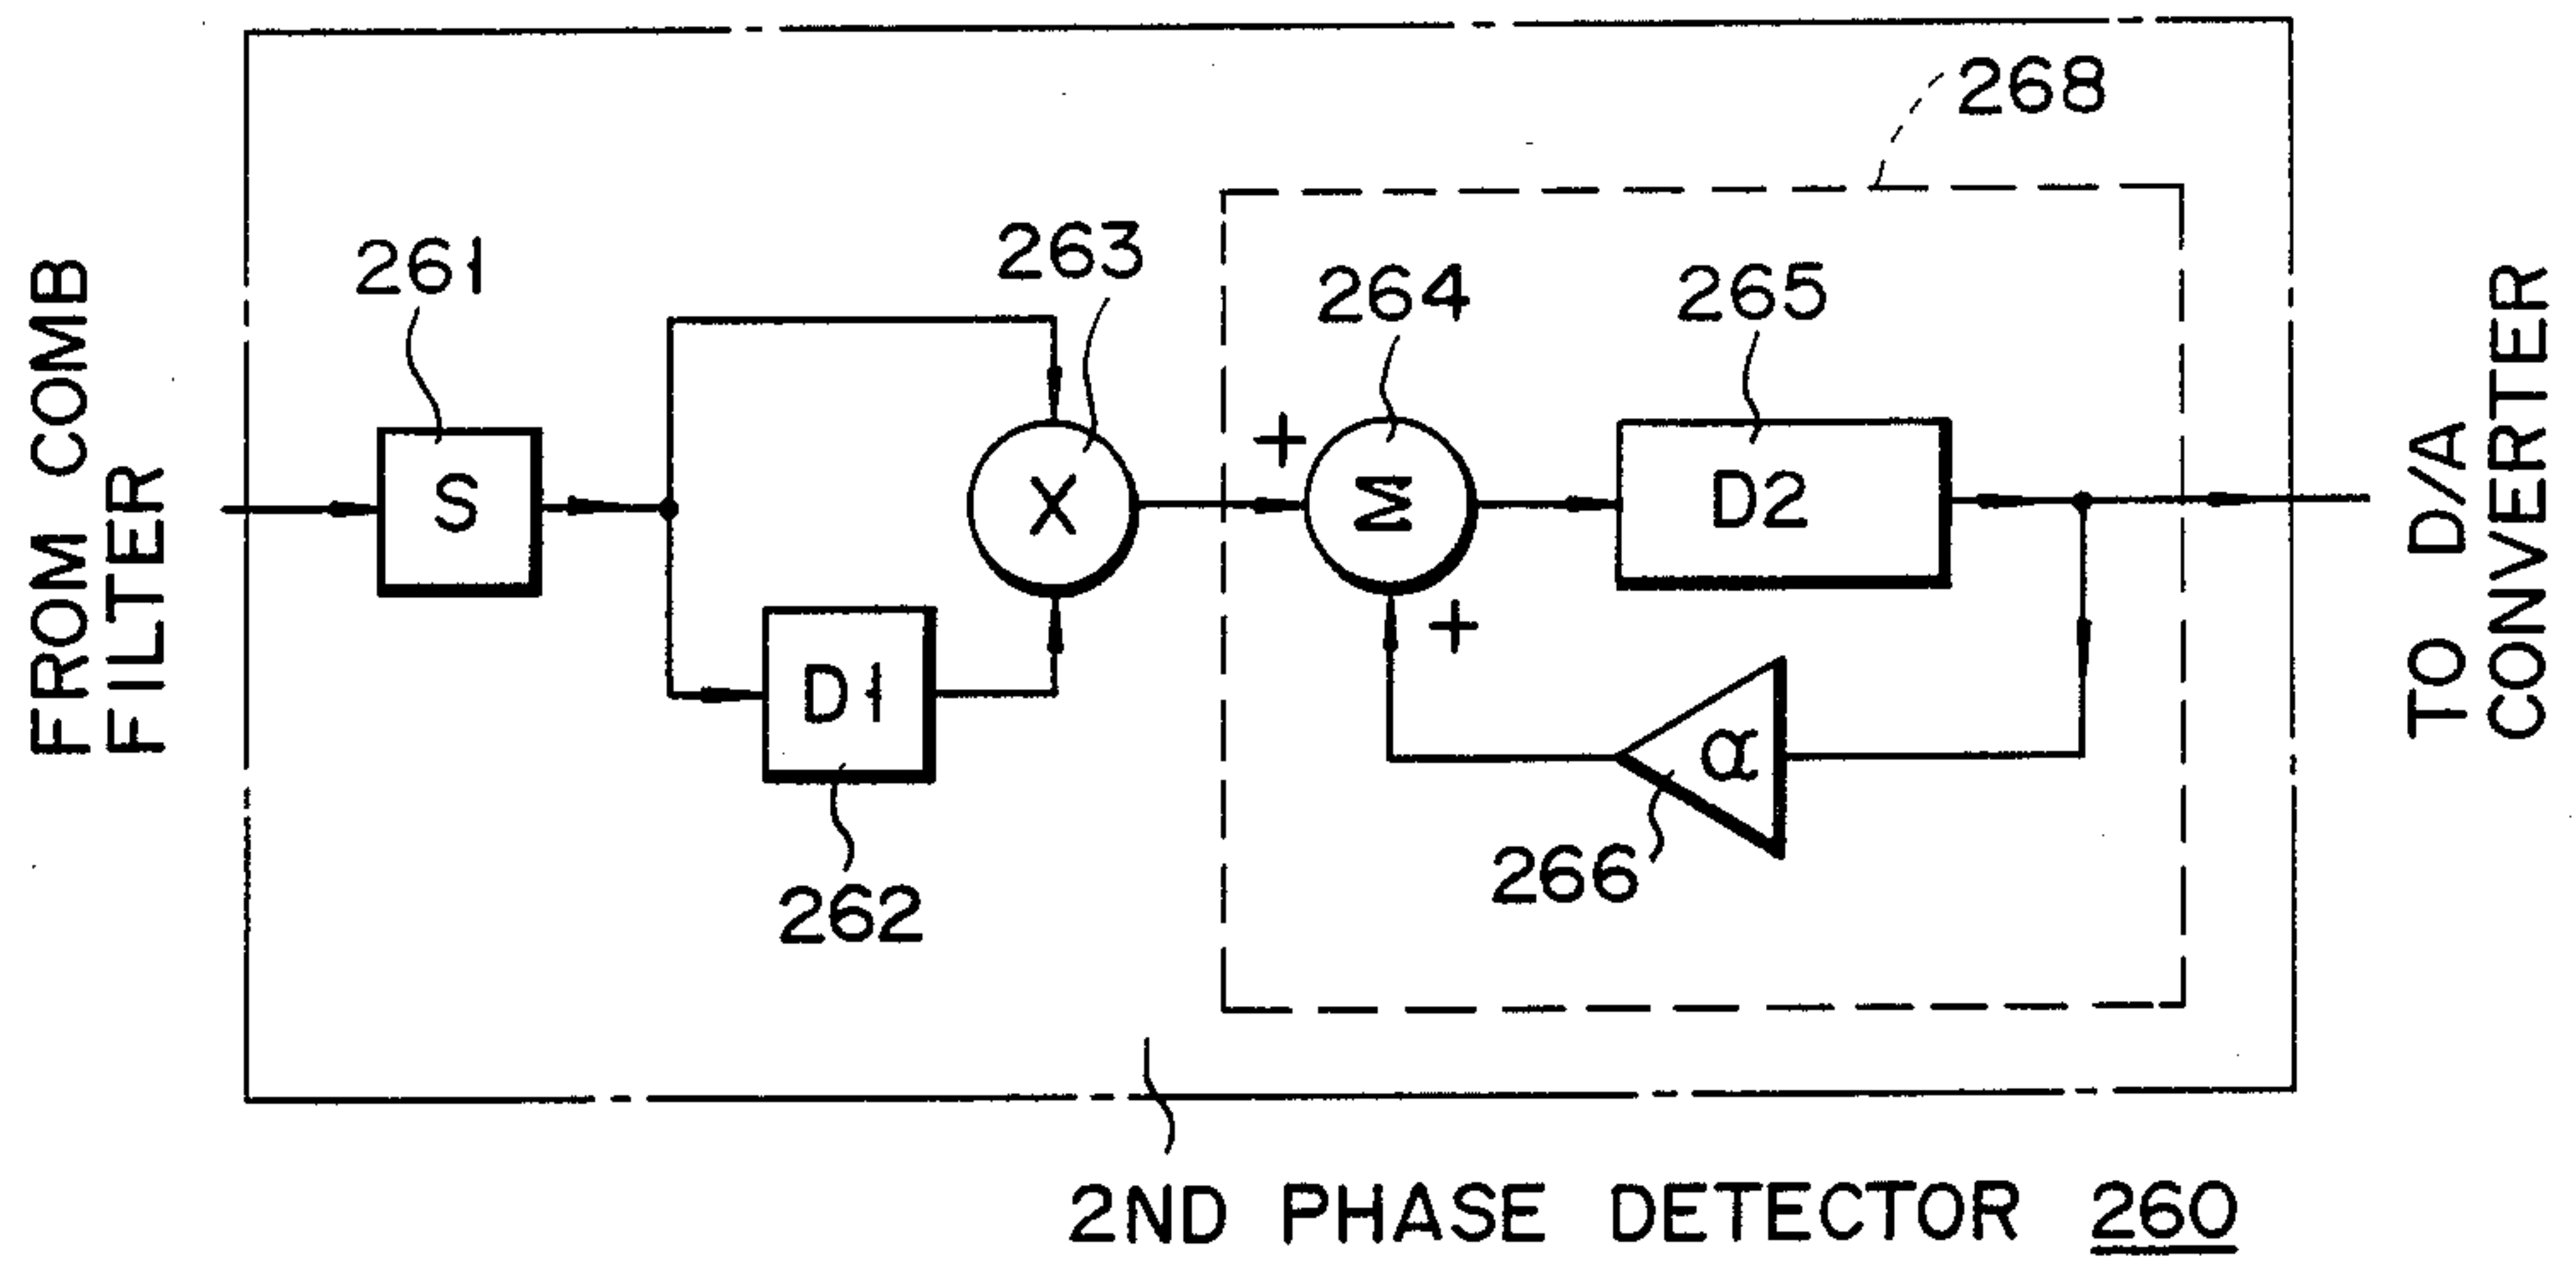 268
263
261
264
265
FROM COMB
FILTER
+
S
X
Σ
D2
TO D/A
CONVERTER
+
D1
α
266
262
2ND PHASE DETECTOR 260